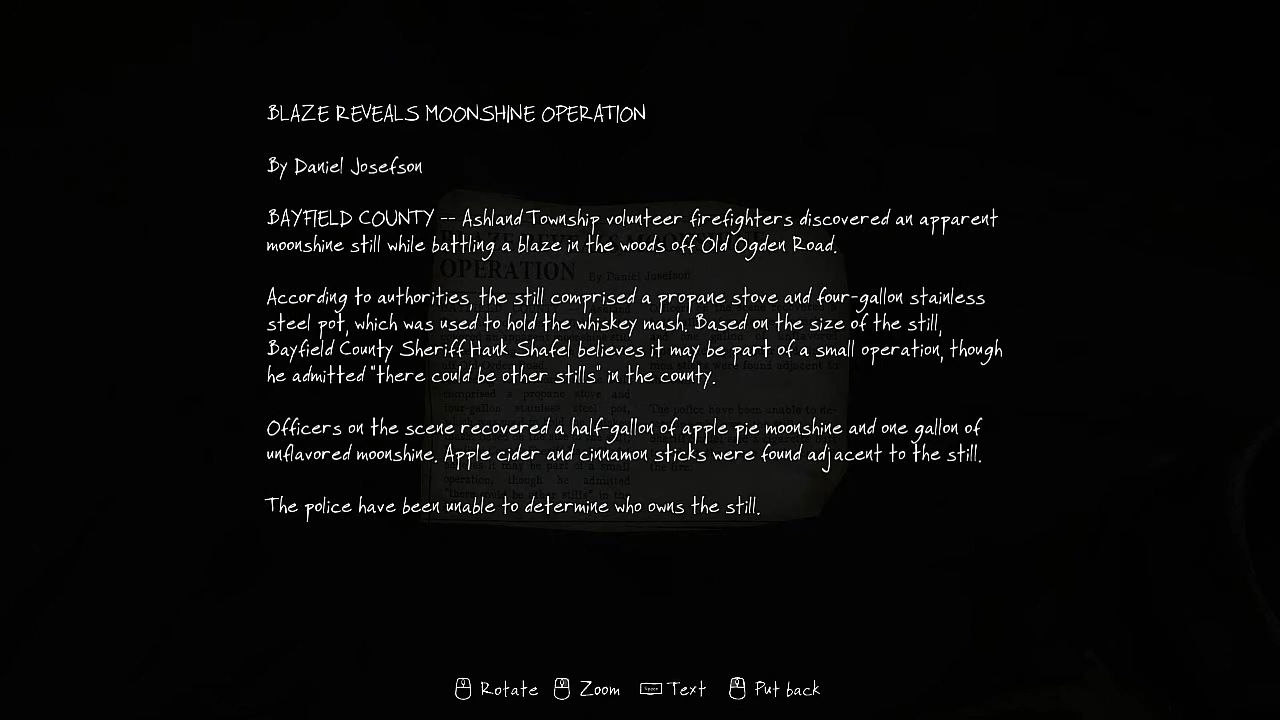 BLAZE REVEALS MOONSHINE OPERATION
By Daniel Josefson
BAYFIELD COUNTY -- Ashland Township volunteer firefighters discovered an apparent
moonshine still while battling a blaze in the woods off Old Ogden Road.
According to authorities, the still comprised a propane stove and four-gallon stainless
steel pot, which was used to hold the whiskey mash. Based on the size of the still,
Bayfield County Sheriff Hank Shafel believes it may be part of a small operation, though
he admitted "there could be other stills" in the county.
Officers on the scene recovered a half-gallon of apple pie moonshine and one gallon of
unflavored moonshine. Apple cider and cinnamon sticks were found adjacent to the still.
The police have been unable to determine who owns the still.
Rotate Zoom Text Put back